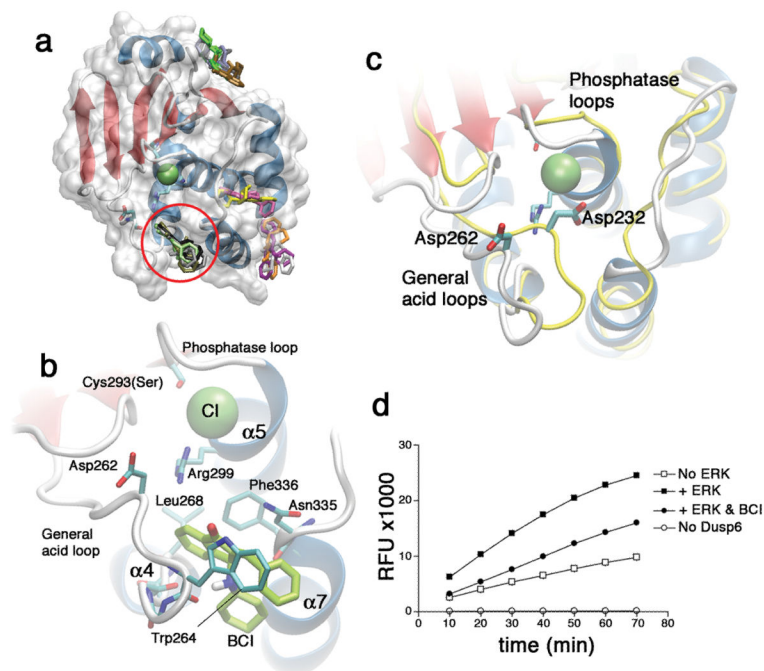 a
c
Phosphatase
loops
Asp262
Asp232
General
acid loops
b
Phosphatase loop
Cys293(Ser)
Cl
α5
Asp262
Arg299
Phe336
Leu268
Asn335
General
acid loop
α4
α7
Trp264
BCI
d
30
20
10
0
RFU x1000
0 10 20 30 40 50 60 70 80
time (min)
No ERK
+ ERK
+ ERK & BCI
No Dusp6